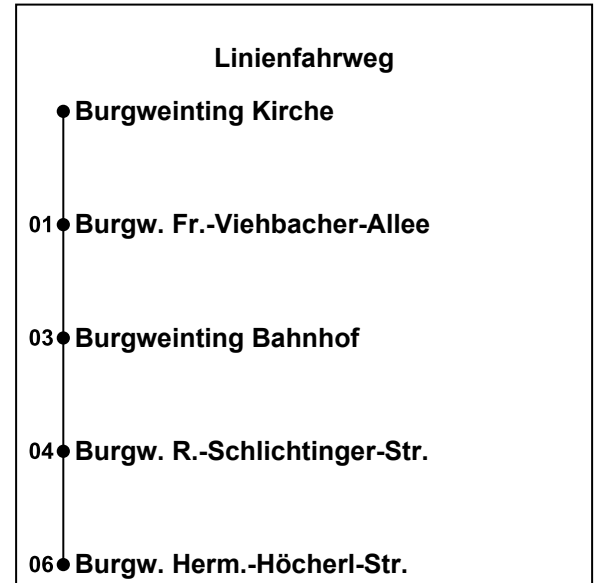 Linienfahrweg
Burgweinting Kirche
01 Burgw. Fr.-Viehbacher-Allee
03 Burgweinting Bahnhof
04 Burgw. R.-Schlichtinger-Str.
06 Burgw. Herm.-Höcherl-Str.